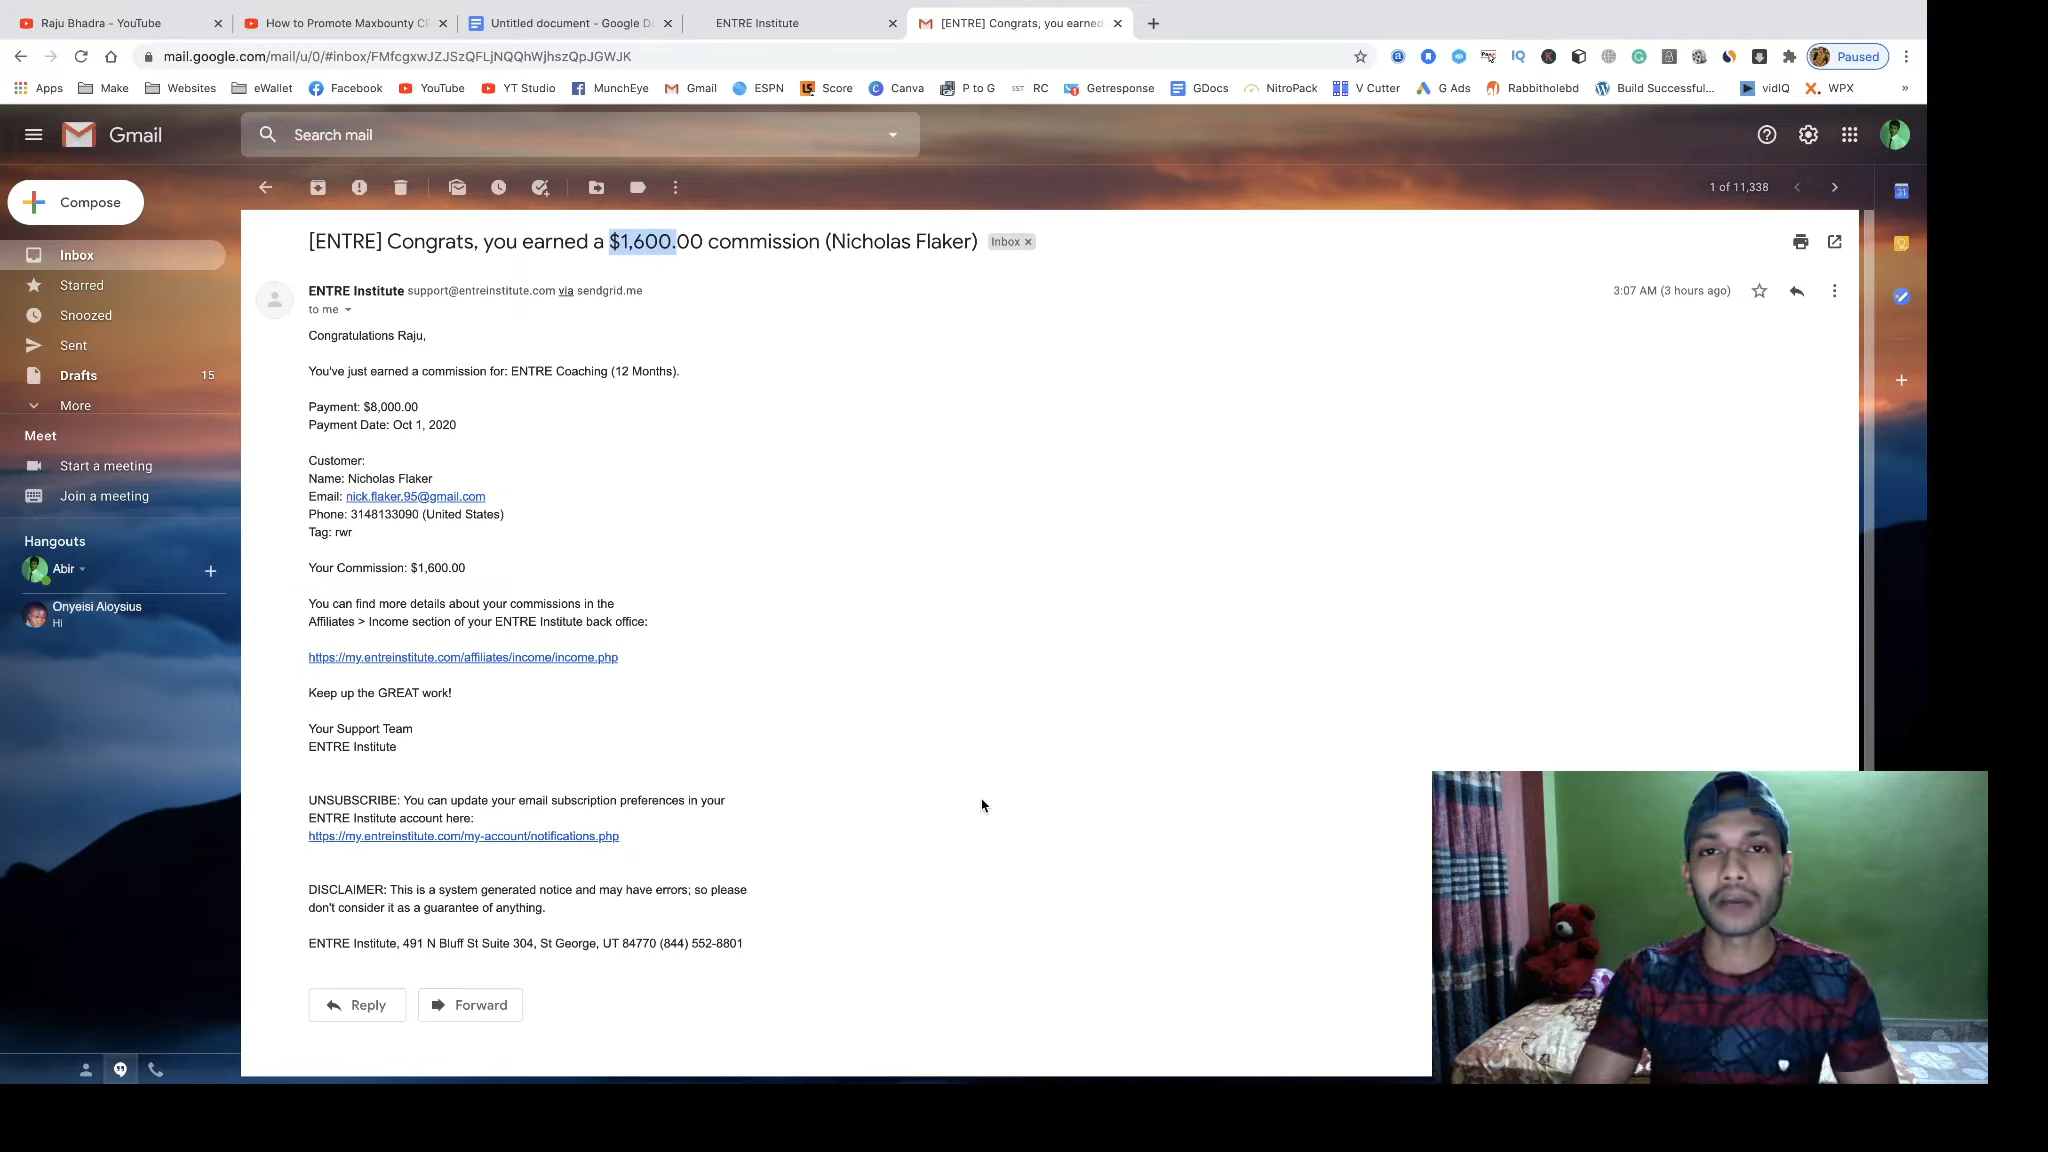 Raju Bhadra - YouTube
How to Promote Maxbounty CP
Untitled document - Google Do
ENTRE Institute
[ENTRE] Congrats, you earned
mail.google.com/mail/u/0/#inbox/FMfcgxwJZJSzQFLjNQQhWjhszQpJGWJK
Paused
Apps
Make
Websites
eWallet
Facebook
YouTube
YT Studio
MunchEye
Gmail
ESPN
Score
Canva
P to G
RC
Getresponse
GDocs
NitroPack
V Cutter
G Ads
Rabbitholebd
Build Successful...
vidIQ
WPX
»
Gmail
Search mail
Compose
1 of 11,338
Inbox
Starred
Snoozed
Sent
Drafts 15
More
Meet
Start a meeting
Join a meeting
Hangouts
Abir
Onyeisi Aloysius
Hi
[ENTRE] Congrats, you earned a $1,600.00 commission (Nicholas Flaker)
Inbox ×
ENTRE Institute support@entreinstitute.com via sendgrid.me
3:07 AM (3 hours ago)
to me
Congratulations Raju,
You've just earned a commission for: ENTRE Coaching (12 Months).
Payment: $8,000.00
Payment Date: Oct 1, 2020
Customer:
Name: Nicholas Flaker
Email: nick.flaker.95@gmail.com
Phone: 3148133090 (United States)
Tag: rwr
Your Commission: $1,600.00
You can find more details about your commissions in the
Affiliates > Income section of your ENTRE Institute back office:
https://my.entreinstitute.com/affiliates/income/income.php
Keep up the GREAT work!
Your Support Team
ENTRE Institute
UNSUBSCRIBE: You can update your email subscription preferences in your
ENTRE Institute account here:
https://my.entreinstitute.com/my-account/notifications.php
DISCLAIMER: This is a system generated notice and may have errors; so please
don't consider it as a guarantee of anything.
ENTRE Institute, 491 N Bluff St Suite 304, St George, UT 84770 (844) 552-8801
Reply
Forward